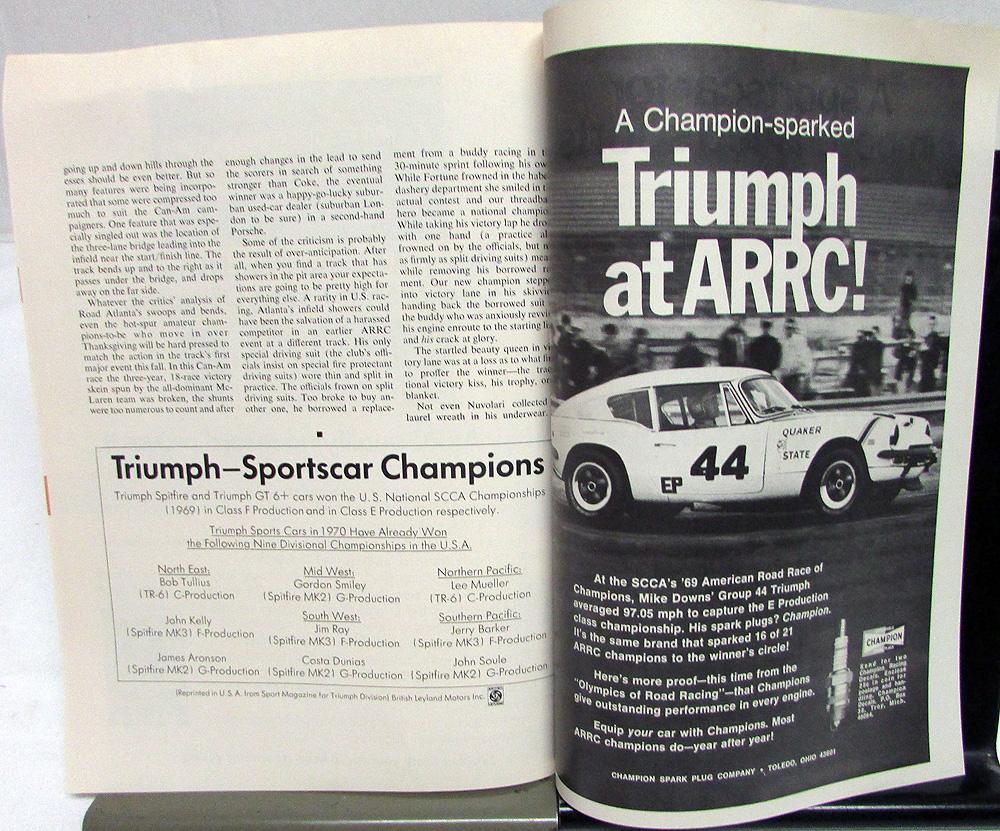 going up and down hills through the
esses should be even better. But so
many features were being incorpo-
rated that some were compressed too
much to suit the Can-Am cam-
paigners. One feature that was espe-
cially singled out was the location of
the three-lane bridge leading into the
infield near the start/finish line. The
track bends up and to the right as it
passes under the bridge, and drops
away on the far side.
Whatever the critics' analysis of
Road Atlanta's swoops and bends,
even the hot-spur amateur cham-
pions-to-be who move in over
Thanksgiving will be hard pressed to
match the action in the track's first
major event this fall. In this Can-Am
race the three-year, 18-race victory
skein spun by the all-dominant Mc-
Laren team was broken, the shunts
were too numerous to count and after
enough changes in the lead to send
the scorers in search of something
stronger than Coke, the eventual
winner was a happy-go-lucky subur-
ban used-car dealer (suburban Lon-
don to be sure) in a second-hand
Porsche.
Some of the criticism is probably
the result of over-anticipation. After
all, when you find a track that has
showers in the pit area your expecta-
tions are going to be pretty high for
everything else. A rarity in U.S. rac-
ing, Atlanta's infield showers could
have been the salvation of a harassed
competitor in an earlier ARRC
event at a different track. His only
special driving suit (the club's offi-
cials insist on special fire protectant
driving suits) wore thin and split in
practice. The officials frown on split
driving suits. Too broke to buy an-
other one, he borrowed a replace-
ment from a buddy racing in
30-minute sprint following his
While Fortune frowned in the
dashery department she smiled in
actual contest and our
hero became a national
While taking his victory lap he
with one hand (a practice
frowned on by the officials, but
as firmly as split driving suits)
while removing his borrowed
ment. Our new champion
into victory lane in his
handing back the borrowed suit
the buddy who was anxiously
his engine enroute to the starting
and his crack at glory.
The startled beauty queen in
tory lane was at a loss as to what
to proffer the winner—the
tional victory kiss, his trophy, or
blanket.
Not even Nuvolari collected
laurel wreath in his underwear.
Triumph–Sportscar Champions
Triumph Spitfire and Triumph GT 6+ cars won the U.S. National SCCA Championships
(1969) in Class F Production and in Class E Production respectively.
Triumph Sports Cars in 1970 Have Already Won
the Following Nine Divisional Championships in the U.S.A.
North East:
Bob Tullius
(TR-6) C-Production
John Kelly
(Spitfire MK3) F-Production
James Aronson
(Spitfire MK2) G-Production
Mid West:
Gordon Smiley
(Spitfire MK2) G-Production
South West:
Jim Ray
(Spitfire MK3) F-Production
Costa Dunias
(Spitfire MK2) G-Production
Northern Pacific:
Lee Mueller
(TR-6) C-Production
Southern Pacific:
Jerry Barker
(Spitfire MK3) F-Production
John Soule
(Spitfire MK2) G-Production
(Reprinted in U.S.A. from Sport Magazine for Triumph Division) British Leyland Motors Inc.
A Champion-sparked
Triumph
at ARRC!
QUAKER
STATE
44
EP
At the SCCA's '69 American Road Race of
Champions, Mike Downs' Group 44 Triumph
averaged 97.05 mph to capture the E Production
class championship. His spark plugs? Champion.
It's the same brand that sparked 16 of 21
ARRC champions to the winner's circle!
Here's more proof—this time from the
"Olympics of Road Racing"—that Champions
give outstanding performance in every engine.
Equip your car with Champions. Most
ARRC champions do—year after year!
CHAMPION
Send for two
Champion Racing
Decals. Enclose
25¢ in coin for
postage and han-
dling. Champion
Decals, P.O. Box
Troy, Mich.
CHAMPION SPARK PLUG COMPANY • TOLEDO, OHIO 43601